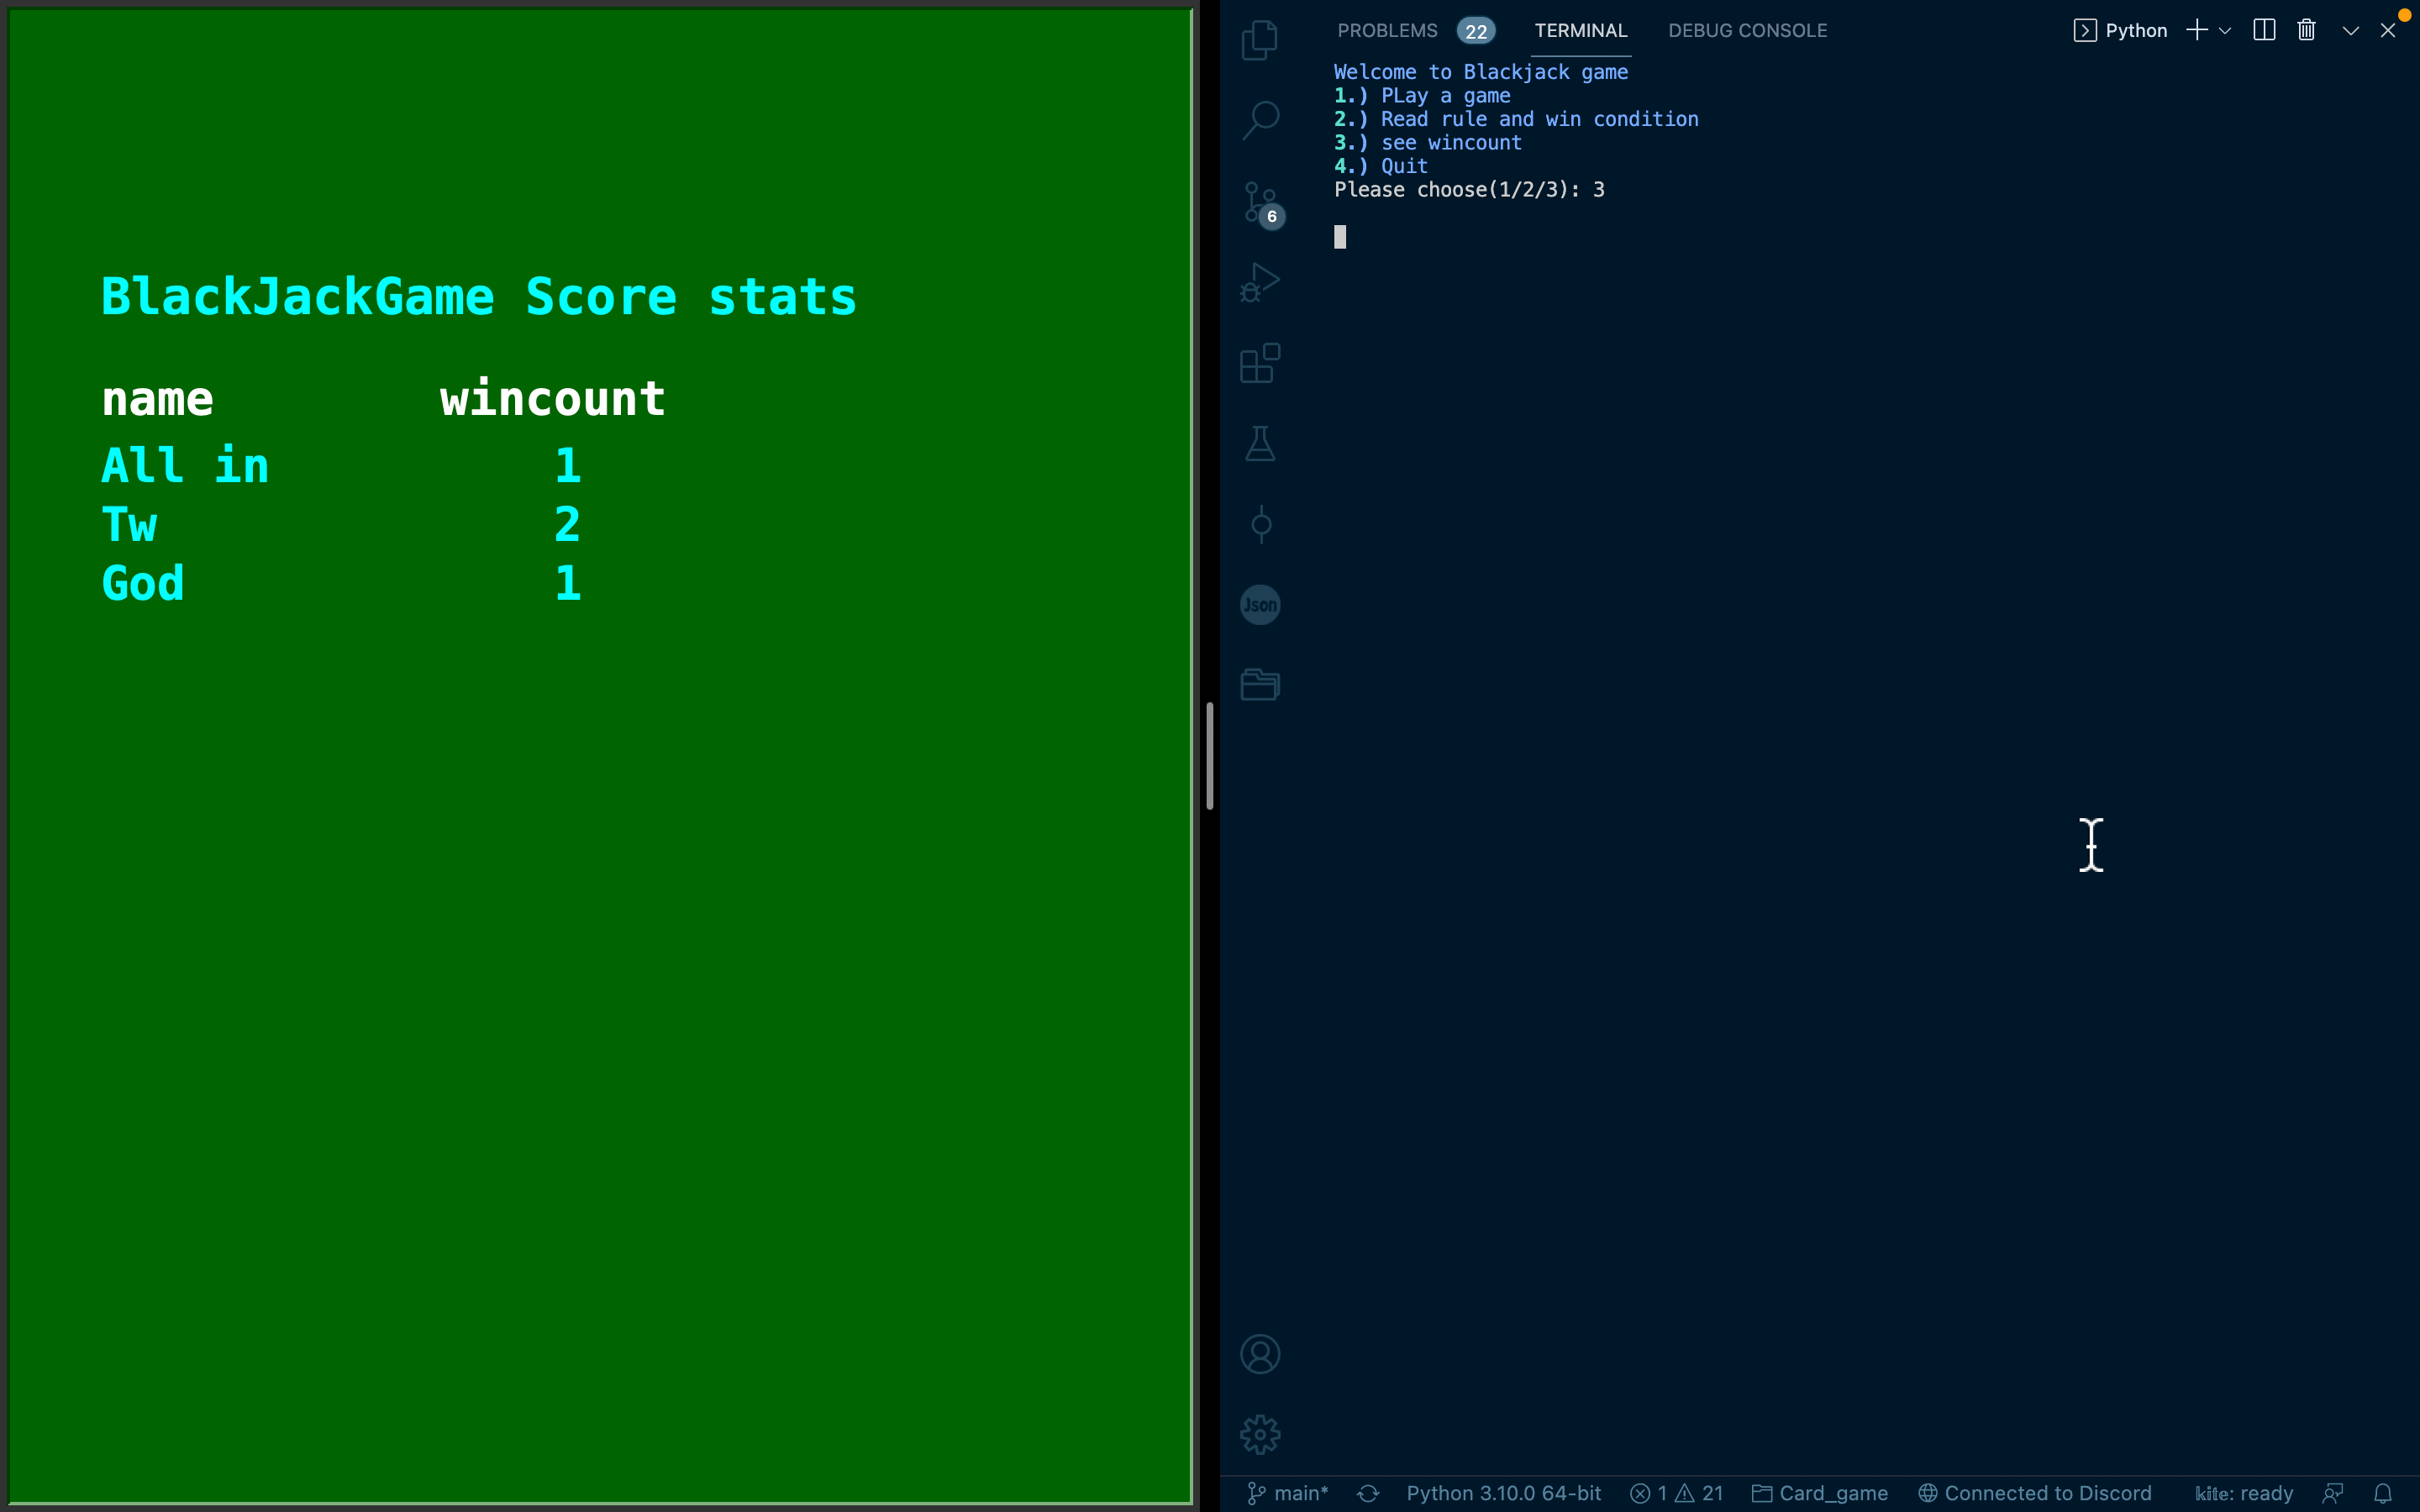 BlackJackGame Score stats
name wincount
All in 1
Tw 2
God 1
PROBLEMS 22 TERMINAL DEBUG CONSOLE Python
Welcome to Blackjack game
1.) PLay a game
2.) Read rule and win condition
3.) see wincount
4.) Quit
Please choose(1/2/3): 3
6
Json
main* Python 3.10.0 64-bit 1 21 Card_game Connected to Discord kite: ready